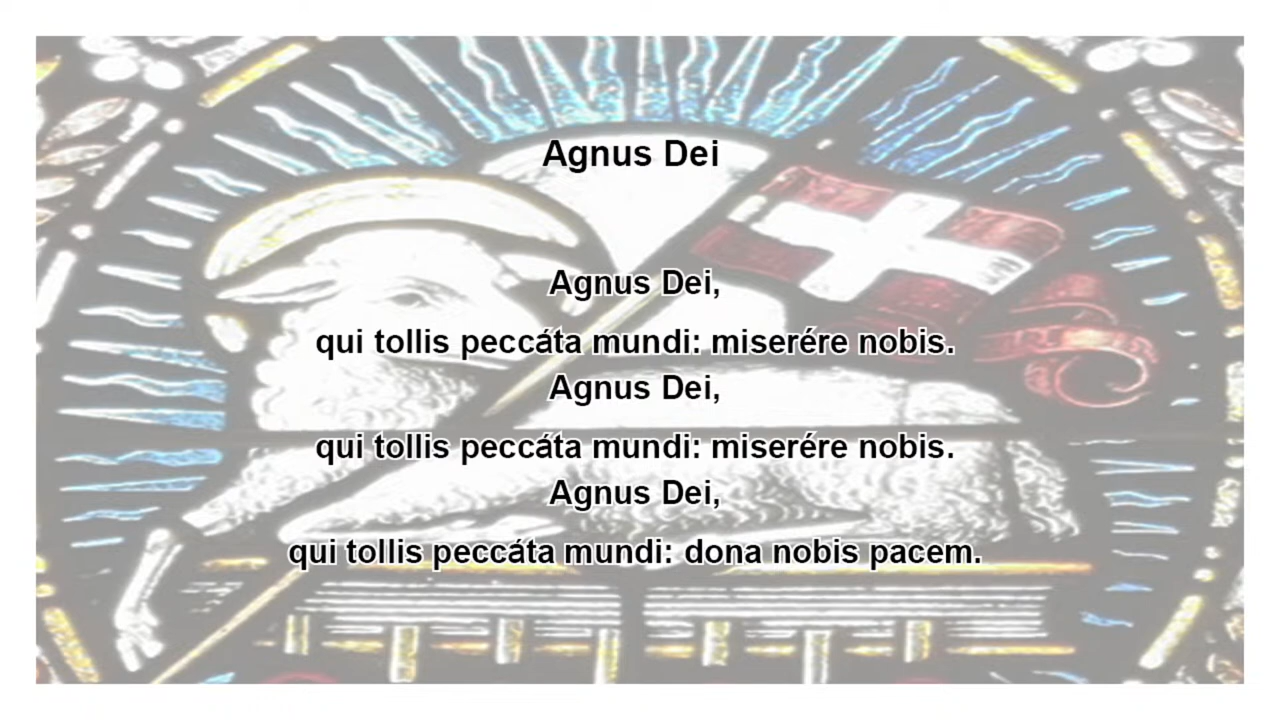 Agnus Dei
Agnus Dei,
qui tollis peccáta mundi: miserére nobis.
Agnus Dei,
qui tollis peccáta mundi: miserére nobis.
Agnus Dei,
qui tollis peccáta mundi: dona nobis pacem.